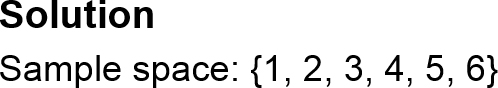 Solution
Sample space: {1, 2, 3, 4, 5, 6}